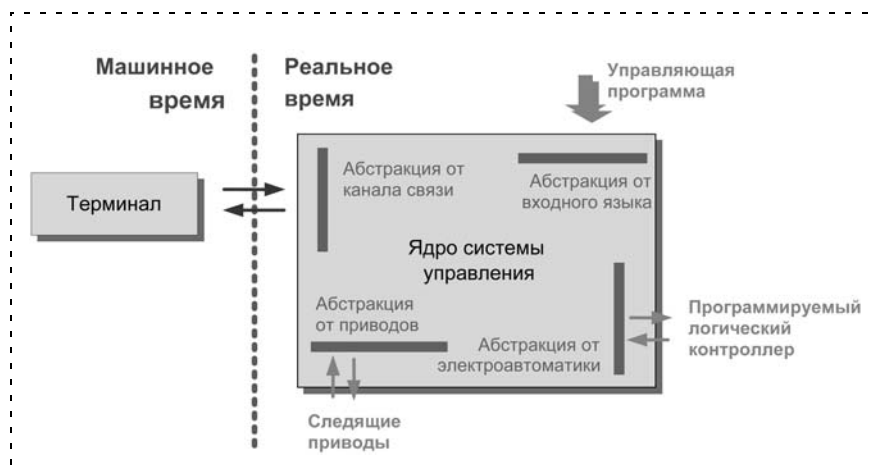 Машинное
время
Реальное
время
Управляющая
программа
Терминал
Абстракция от
канала связи
Абстракция от
входного языка
Ядро системы
управления
Абстракция
от приводов
Абстракция от
электроавтоматики
Программируемый
логический
контроллер
Следящие
приводы